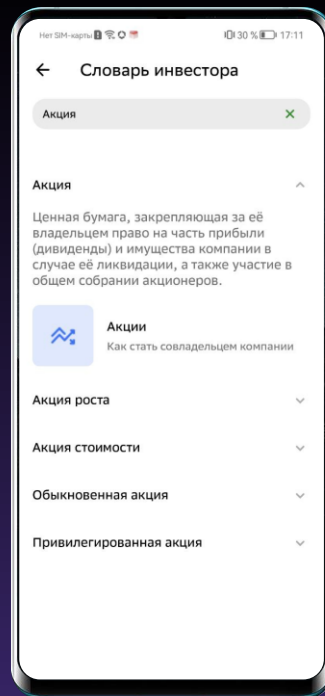 Нет SIM-карты 30 % 17:11
Словарь инвестора
Акция
Акция
Ценная бумага, закрепляющая за её
владельцем право на часть прибыли
(дивиденды) и имущества компании в
случае её ликвидации, а также участие в
общем собрании акционеров.
Акции
Как стать совладельцем компании
Акция роста
Акция стоимости
Обыкновенная акция
Привилегированная акция